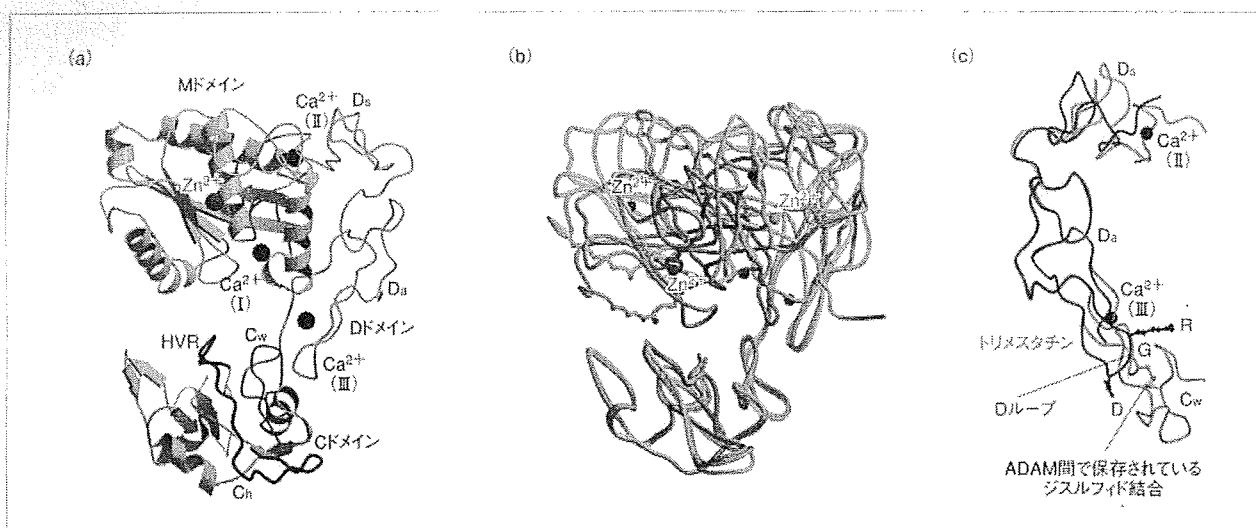 (a)
Mドメイン
Ca²⁺
(Ⅱ)
Ds
Zn²⁺
Ca²⁺
(Ⅰ)
Da
Dドメイン
HVR
Cw
Ca²⁺
(Ⅲ)
Cドメイン
Ch
(b)
Zn²⁺
Zn²⁺
Zn²⁺
(c)
Ds
Ca²⁺
(Ⅱ)
Da
Ca²⁺
(Ⅲ)
R
トリメスタチン
G
Dループ
D
Cw
ADAM間で保存されている
ジスルフィド結合